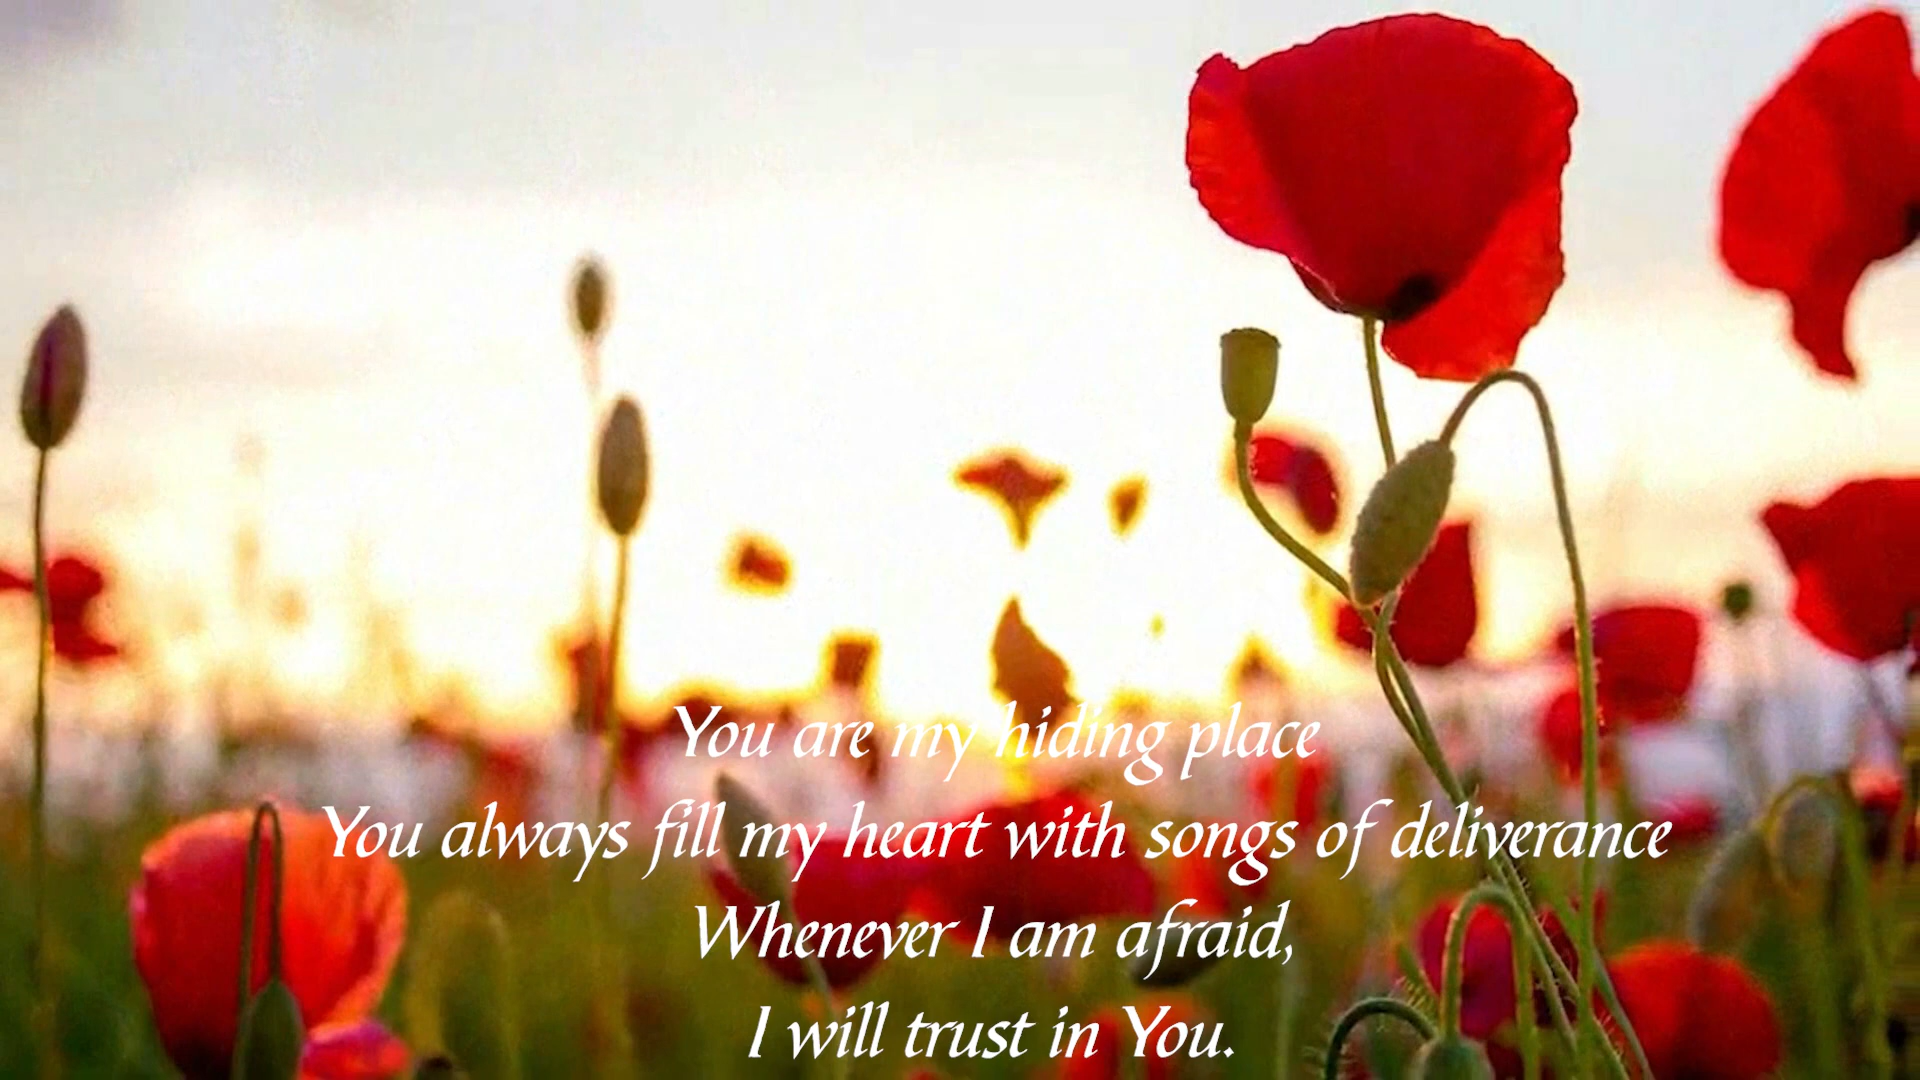 You are my hiding place
You always fill my heart with songs of deliverance
Whenever I am afraid,
I will trust in You.